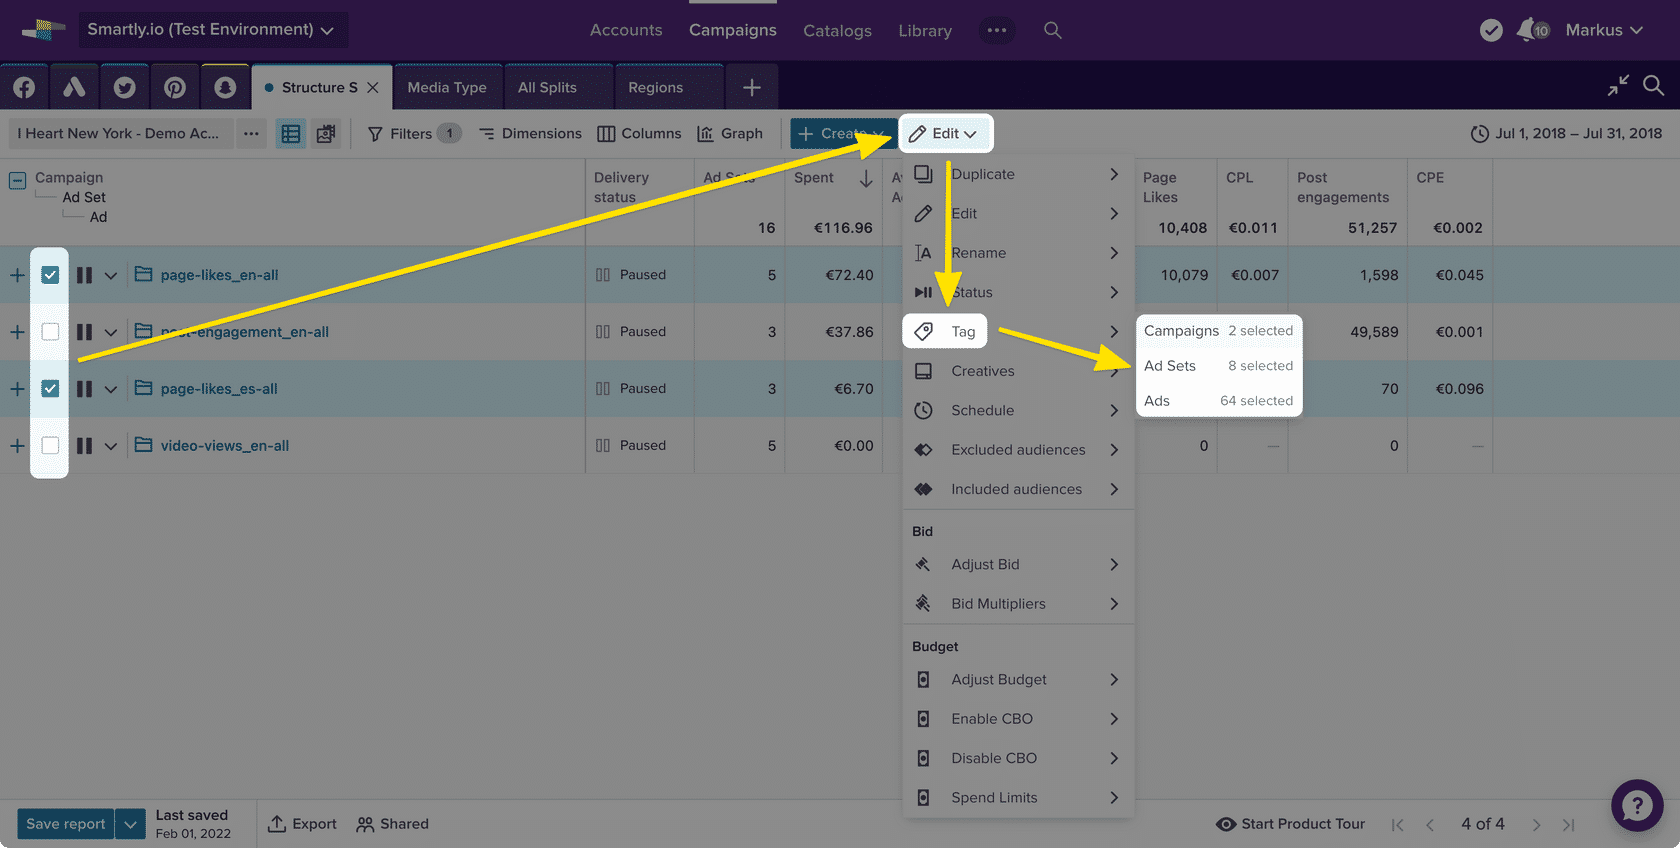 Smartly.io (Test Environment)
Accounts
Campaigns
Catalogs
Library
10
Markus
Structure S
Media Type
All Splits
Regions
I Heart New York - Demo Ac...
Filters 1
Dimensions
Columns
Graph
Create
Edit
Jul 1, 2018 – Jul 31, 2018
Campaign
Ad Set
Ad
Delivery
status
Ad Sets
16
Spent
€116.96
Page
Likes
10,408
CPL
€0.011
Post
engagements
51,257
CPE
€0.002
page-likes_en-all
Paused
5
€72.40
10,079
€0.007
1,598
€0.045
post-engagement_en-all
Paused
3
€37.86
49,589
€0.001
page-likes_es-all
Paused
3
€6.70
70
€0.096
video-views_en-all
Paused
5
€0.00
0
—
0
—
Duplicate
Edit
Rename
Status
Tag
Creatives
Schedule
Excluded audiences
Included audiences
Bid
Adjust Bid
Bid Multipliers
Budget
Adjust Budget
Enable CBO
Disable CBO
Spend Limits
Campaigns 2 selected
Ad Sets 8 selected
Ads 64 selected
Save report
Last saved
Feb 01, 2022
Export
Shared
Start Product Tour
4 of 4
?